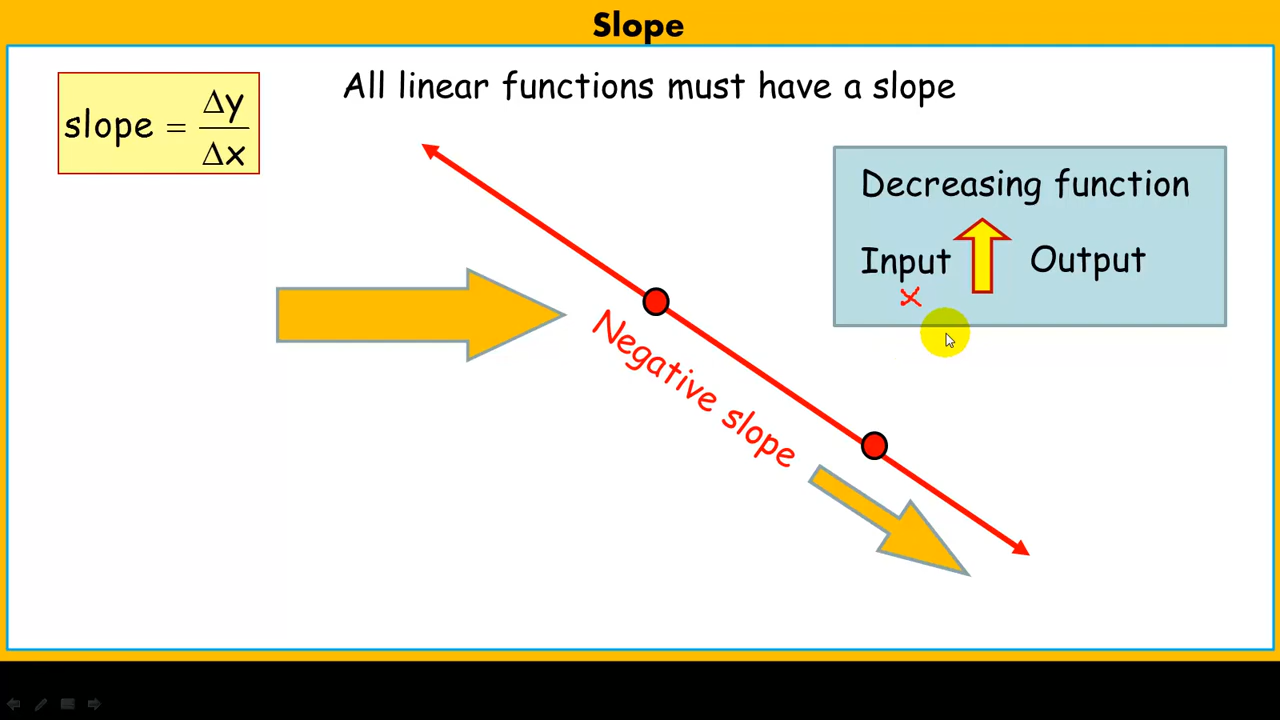 Slope
All linear functions must have a slope
slope = Δy/Δx
Decreasing function
Input Output
x
Negative slope